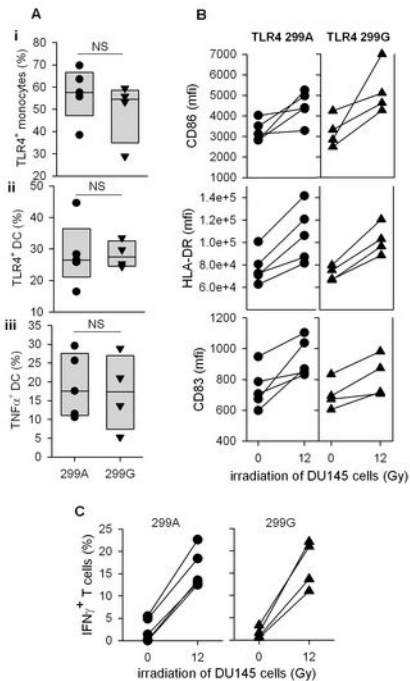 A
i
NS
TLR4⁺ monocytes (%)
70
60
50
40
30
20
ii
NS
TLR4⁺ DC (%)
50
40
30
20
10
iii
NS
TNFα⁺ DC (%)
30
25
20
15
10
5
0
299A 299G
B
TLR4 299A TLR4 299G
CD86 (mfi)
7000
6000
5000
4000
3000
2000
HLA-DR (mfi)
1.4e+5
1.2e+5
1.0e+5
8.0e+4
6.0e+4
CD83 (mfi)
1200
1000
800
600
400
0 12 0 12
irradiation of DU145 cells (Gy)
C
299A 299G
IFNγ⁺ T cells (%)
25
20
15
10
5
0
0 12 0 12
irradiation of DU145 cells (Gy)